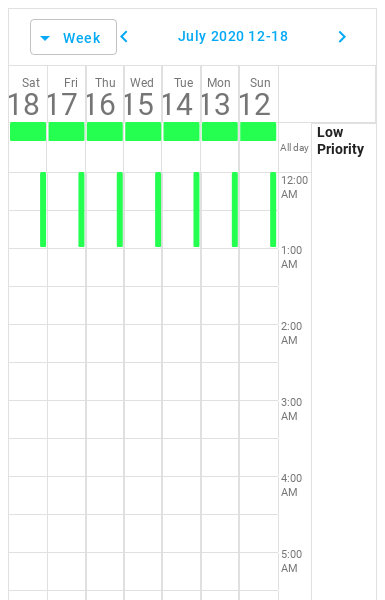 Week
July 2020 12-18
Sat Fri Thu Wed Tue Mon Sun
18 17 16 15 14 13 12
All day
Low
Priority
12:00
AM
1:00
AM
2:00
AM
3:00
AM
4:00
AM
5:00
AM